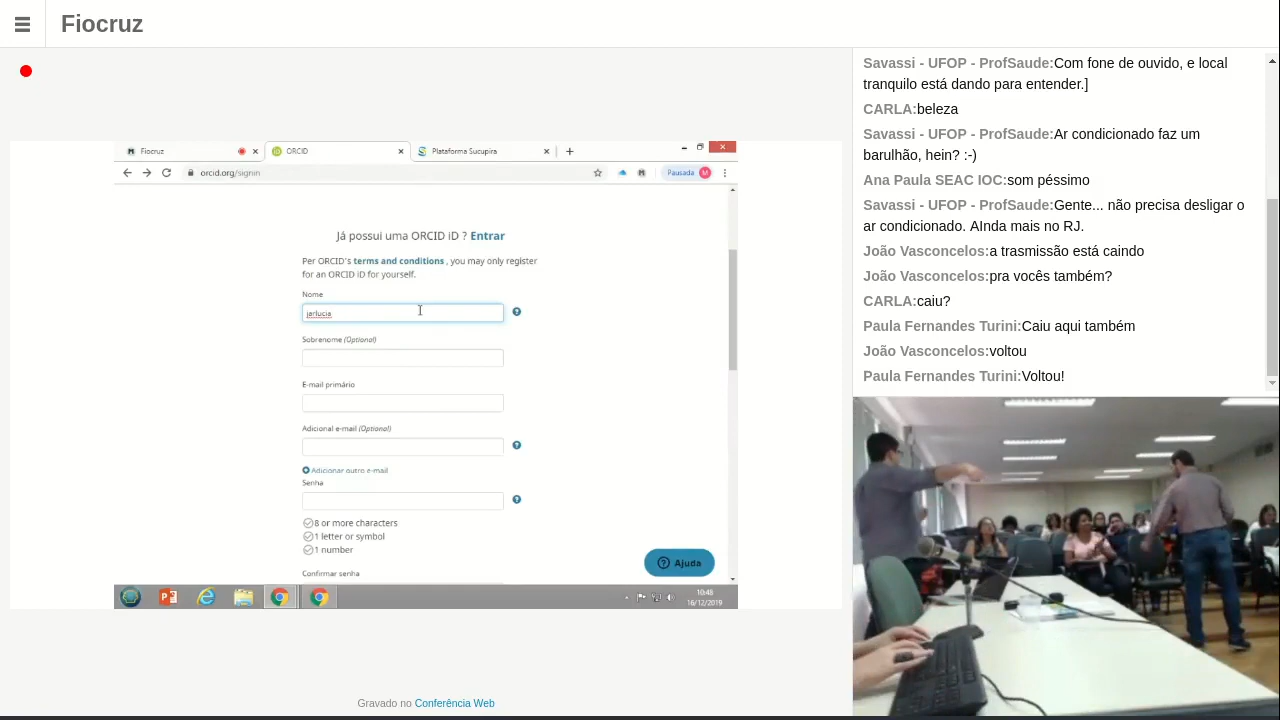 Fiocruz
Fiocruz
ORCID
Plataforma Sucupira
orcid.org/signin
Pausada
M
Já possui uma ORCID iD ? Entrar
Per ORCID's terms and conditions , you may only register
for an ORCID iD for yourself.
Nome
jarlucia
Sobrenome (Optional)
E-mail primário
Adicional e-mail (Optional)
Adicionar outro e-mail
Senha
8 or more characters
1 letter or symbol
1 number
Ajuda
Confirmar senha
10:48
16/12/2019
Gravado no Conferência Web
Savassi - UFOP - ProfSaude:Com fone de ouvido, e local
tranquilo está dando para entender.]
CARLA:beleza
Savassi - UFOP - ProfSaude:Ar condicionado faz um
barulhão, hein? :-)
Ana Paula SEAC IOC:som péssimo
Savassi - UFOP - ProfSaude:Gente... não precisa desligar o
ar condicionado. AInda mais no RJ.
João Vasconcelos:a trasmissão está caindo
João Vasconcelos:pra vocês também?
CARLA:caiu?
Paula Fernandes Turini:Caiu aqui também
João Vasconcelos:voltou
Paula Fernandes Turini:Voltou!